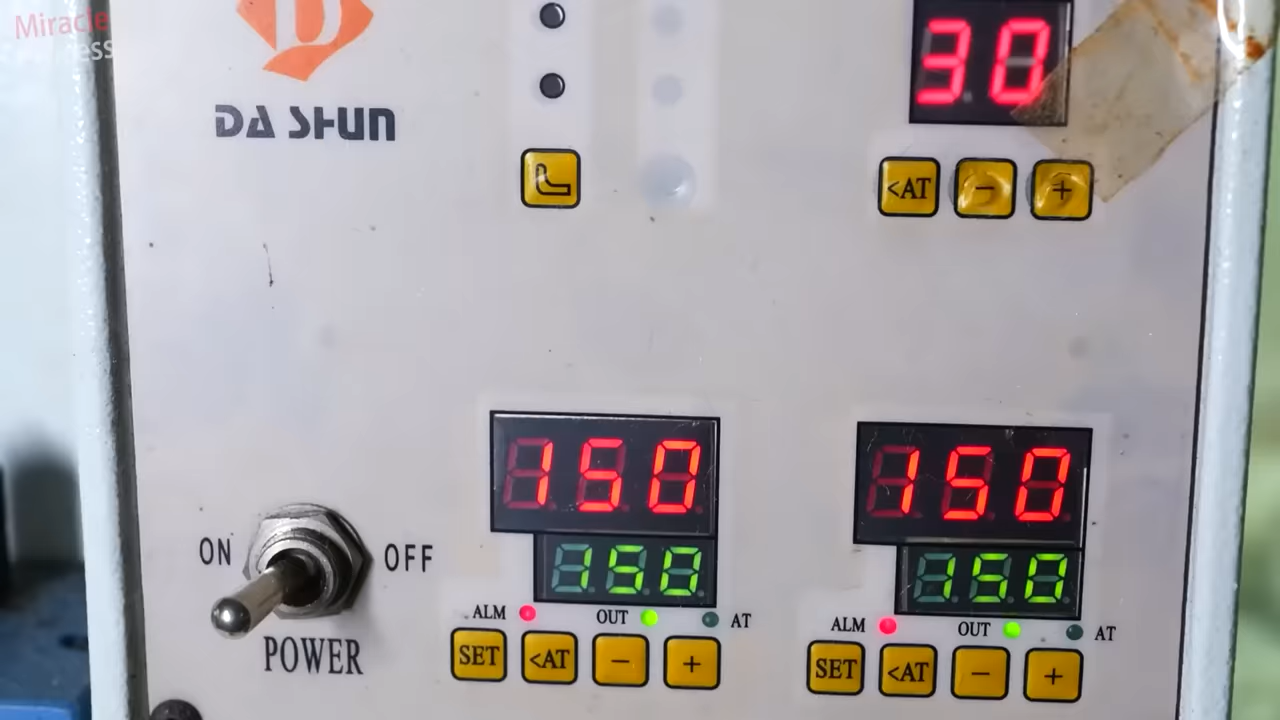 Miracle
DA SHUN
30
<AT
−
+
150
150
150
150
ON
OFF
POWER
ALM
OUT
AT
ALM
OUT
AT
SET
<AT
−
+
SET
<AT
−
+